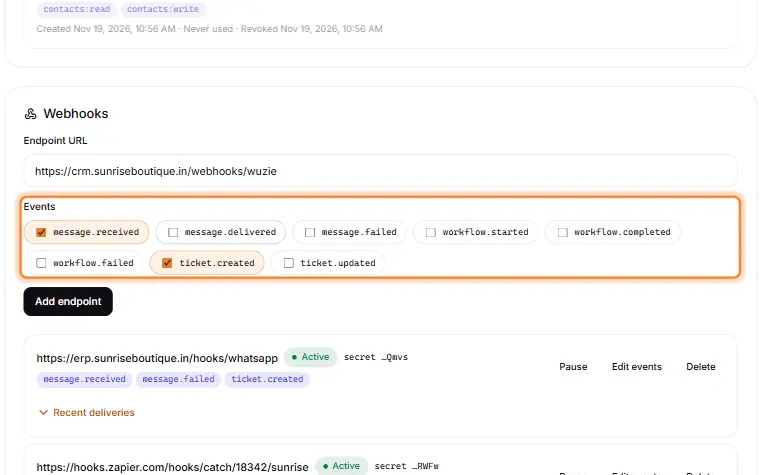 contacts:read contacts:write
Created Nov 19, 2026, 10:56 AM · Never used · Revoked Nov 19, 2026, 10:56 AM
Webhooks
Endpoint URL
https://crm.sunriseboutique.in/webhooks/wuzie
Events
message.received message.delivered message.failed workflow.started workflow.completed
workflow.failed ticket.created ticket.updated
Add endpoint
https://erp.sunriseboutique.in/hooks/whatsapp Active secret …Qmvs
Pause Edit events Delete
message.received message.failed ticket.created
Recent deliveries
https://hooks.zapier.com/hooks/catch/18342/sunrise Active secret …RWFw